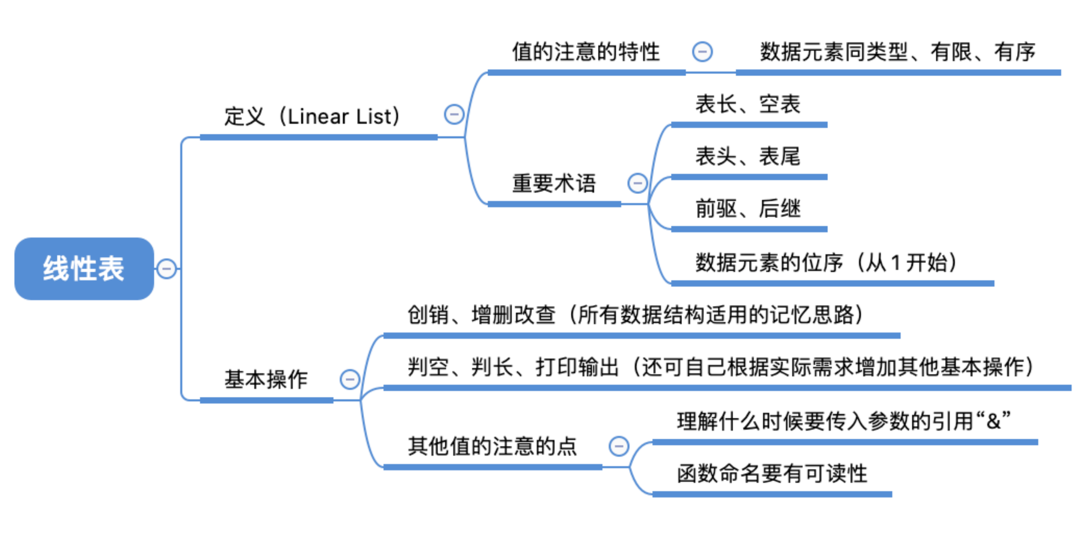 线性表
定义（Linear List）
值的注意的特性
数据元素同类型、有限、有序
重要术语
表长、空表
表头、表尾
前驱、后继
数据元素的位序（从1开始）
基本操作
创销、增删改查（所有数据结构适用的记忆思路）
判空、判长、打印输出（还可自己根据实际需求增加其他基本操作）
其他值的注意的点
理解什么时候要传入参数的引用“&”
函数命名要有可读性